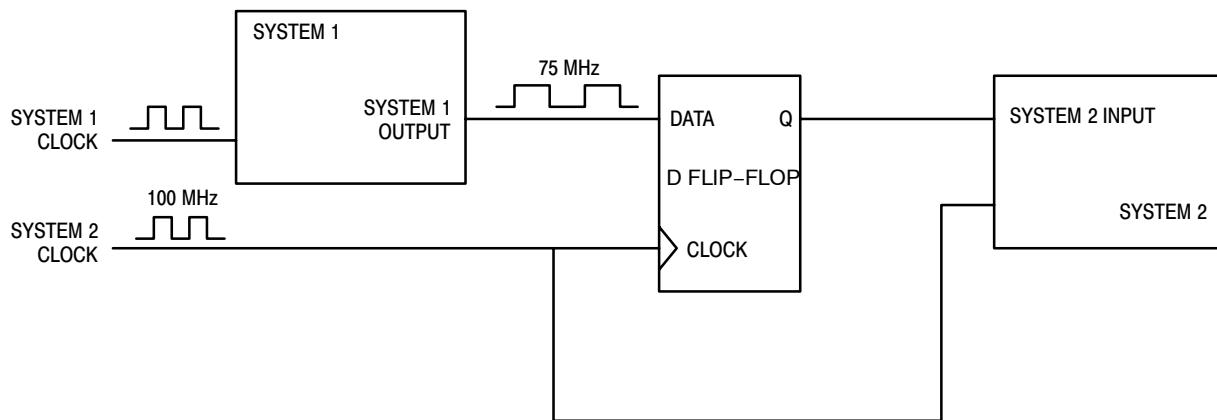 SYSTEM 1
75 MHz
SYSTEM 1
OUTPUT
SYSTEM 1
CLOCK
DATA
Q
SYSTEM 2 INPUT
D FLIP−FLOP
100 MHz
SYSTEM 2
CLOCK
CLOCK
SYSTEM 2